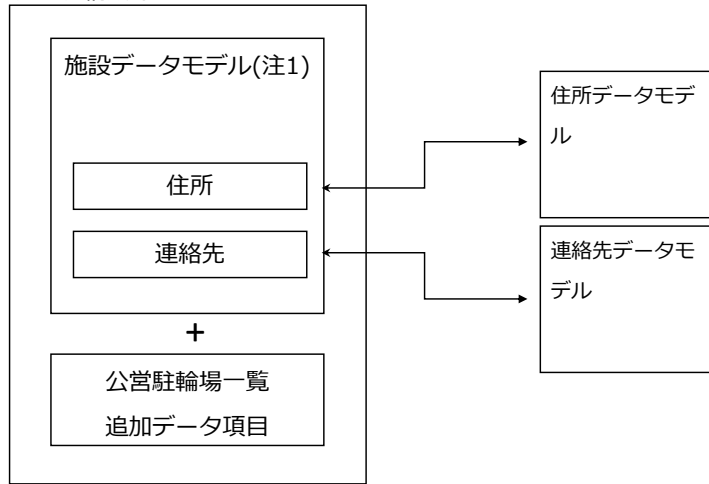 施設データモデル(注1)
住所
連絡先
+
公営駐輪場一覧
追加データ項目
住所データモデ
ル
連絡先データモ
デル